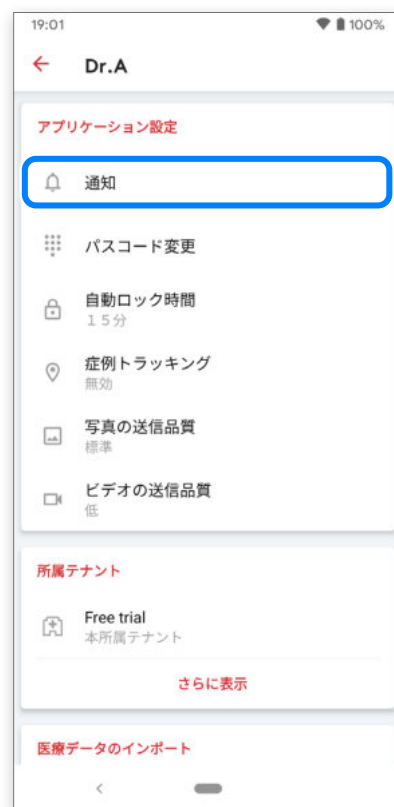 19:01 100%
Dr.A
アプリケーション設定
通知
パスコード変更
自動ロック時間
１５分
症例トラッキング
無効
写真の送信品質
標準
ビデオの送信品質
低
所属テナント
Free trial
本所属テナント
さらに表示
医療データのインポート